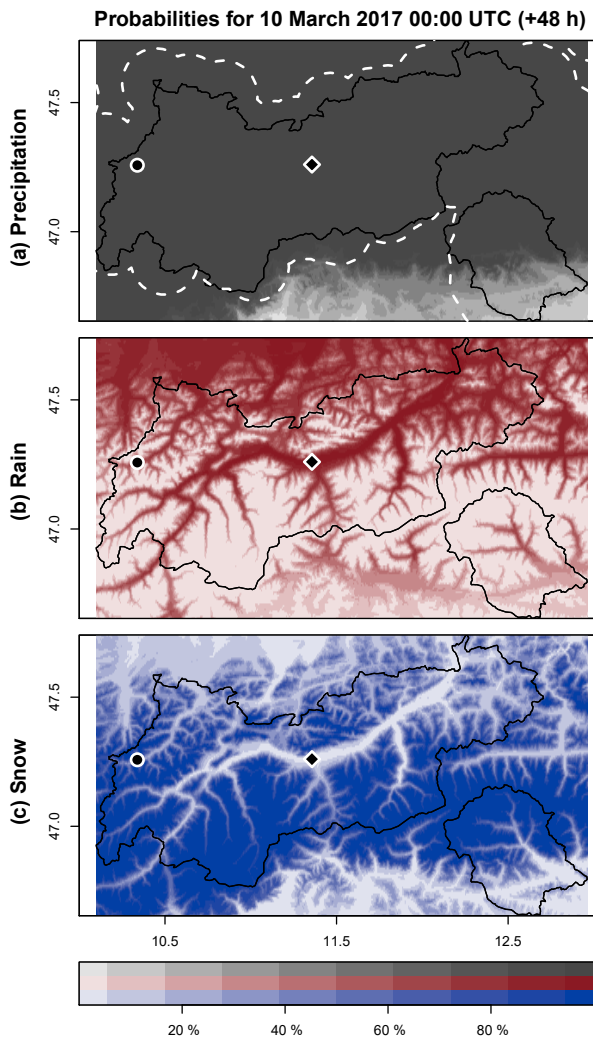 Probabilities for 10 March 2017 00:00 UTC (+48 h)
(a) Precipitation
47.5
47.0
(b) Rain
47.5
47.0
(c) Snow
47.5
47.0
10.5 11.5 12.5
20 % 40 % 60 % 80 %